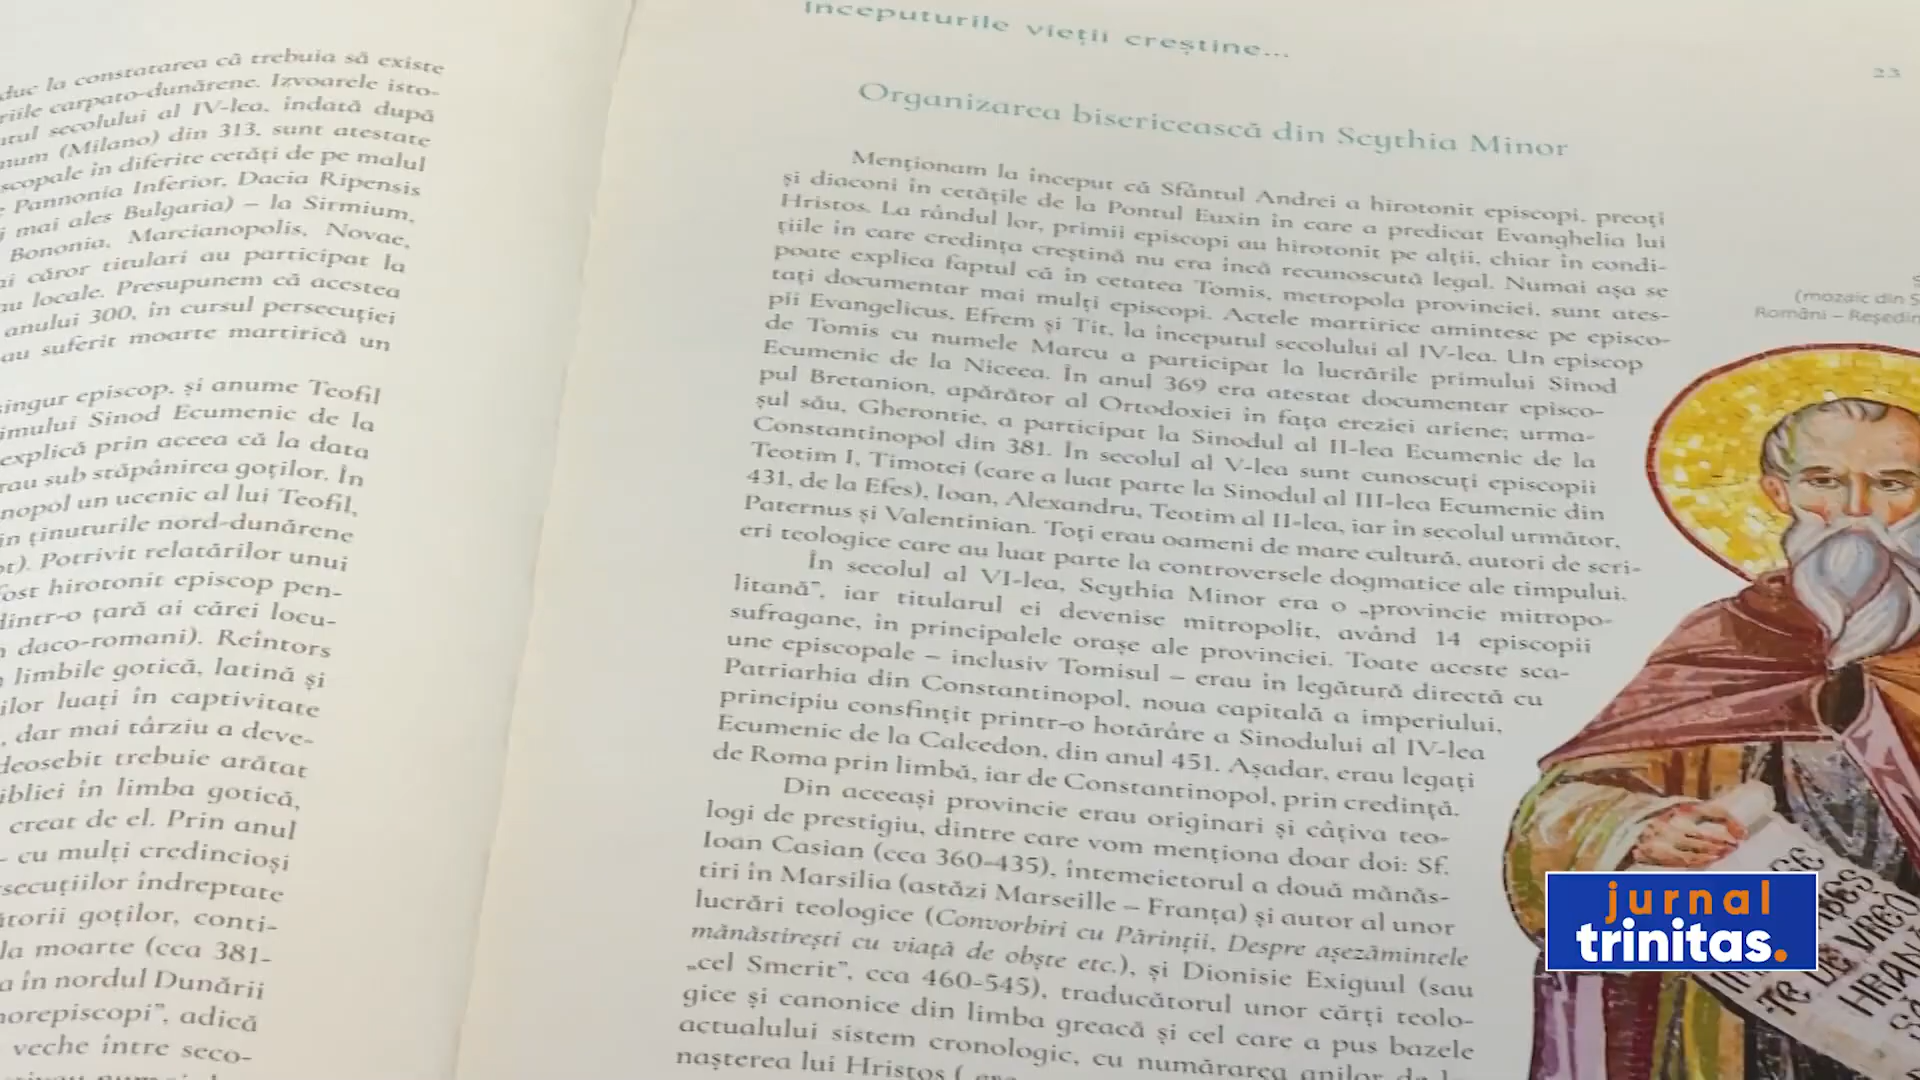 duc la constatarea că trebuia să existe
riile carpato-dunărene. Izvoarele isto-
secolului al IV-lea, îndată după
(Milano) din 313, sunt atestate
scopale în diferite cetăți de pe malul
Pannonia Inferior, Dacia Ripensis
mai ales Bulgaria) – la Sirmium,
Bononia, Marcianopolis, Novae,
căror titulari au participat la
locale. Presupunem că acestea
anului 300, în cursul persecuției
au suferit moarte martirică un
singur episcop, și anume Teofil
Sinod Ecumenic de la
explică prin aceea că la data
sub stăpânirea goților. În
un ucenic al lui Teofil,
în ținuturile nord-dunărene
Potrivit relatărilor unui
fost hirotonit episcop pen-
dintr-o țară ai cărei locu-
daco-romani). Reîntors
limbile gotică, latină și
luați în captivitate
, dar mai târziu a deve-
deosebit trebuie arătat
în limba gotică,
creat de el. Prin anul
– cu mulți credincioși
îndreptate
goților, conti-
la moarte (cca 381-
în nordul Dunării
adică
veche între seco-
începuturile vieții creștine...
23
Organizarea bisericească din Scythia Minor
Menționam la început că Sfântul Andrei a hirotonit episcopi, preoți
și diaconi în cetățile de la Pontul Euxin în care a predicat Evanghelia lui
Hristos. La rândul lor, primii episcopi au hirotonit pe alții, chiar în condi-
țiile în care credința creștină nu era încă recunoscută legal. Numai așa se
poate explica faptul că în cetatea Tomis, metropola provinciei, sunt ates-
tați documentar mai mulți episcopi. Actele martirice amintesc pe episco-
pii Evangelicus, Efrem și Tit, la începutul secolului al IV-lea. Un episcop
de Tomis cu numele Marcu a participat la lucrările primului Sinod
Ecumenic de la Niceea. În anul 369 era atestat documentar episco-
pul Bretanion, apărător al Ortodoxiei în fața ereziei ariene; urma-
șul său, Gherontie, a participat la Sinodul al II-lea Ecumenic de la
Constantinopol din 381. În secolul al V-lea sunt cunoscuți episcopii
Teotim I, Timotei (care a luat parte la Sinodul al III-lea Ecumenic din
431, de la Efes), Ioan, Alexandru, Teotim al II-lea, iar în secolul următor,
Paternus și Valentinian. Toți erau oameni de mare cultură, autori de scri-
eri teologice care au luat parte la controversele dogmatice ale timpului.
În secolul al VI-lea, Scythia Minor era o „provincie mitropo-
litană”, iar titularul ei devenise mitropolit, având 14 episcopii
sufragane, în principalele orașe ale provinciei. Toate aceste sca-
une episcopale – inclusiv Tomisul – erau în legătură directă cu
Patriarhia din Constantinopol, noua capitală a imperiului,
principiu consfințit printr-o hotărâre a Sinodului al IV-lea
Ecumenic de la Calcedon, din anul 451. Așadar, erau legați
de Roma prin limbă, iar de Constantinopol, prin credință.
Din aceeași provincie erau originari și câțiva teo-
logi de prestigiu, dintre care vom menționa doar doi: Sf.
Ioan Casian (cca 360-435), întemeietorul a două mănăs-
tiri în Marsilia (astăzi Marseille – Franța) și autor al unor
lucrări teologice (Convorbiri cu Părinții, Despre așezămintele
mănăstirești cu viață de obște etc.), și Dionisie Exiguul (sau
„cel Smerit”, cca 460-545), traducătorul unor cărți teolo-
gice și canonice din limba greacă și cel care a pus bazele
actualului sistem cronologic, cu numărarea anilor de la
nașterea lui Hristos (
(mozaic din
Români –
jurnal
trinitas.